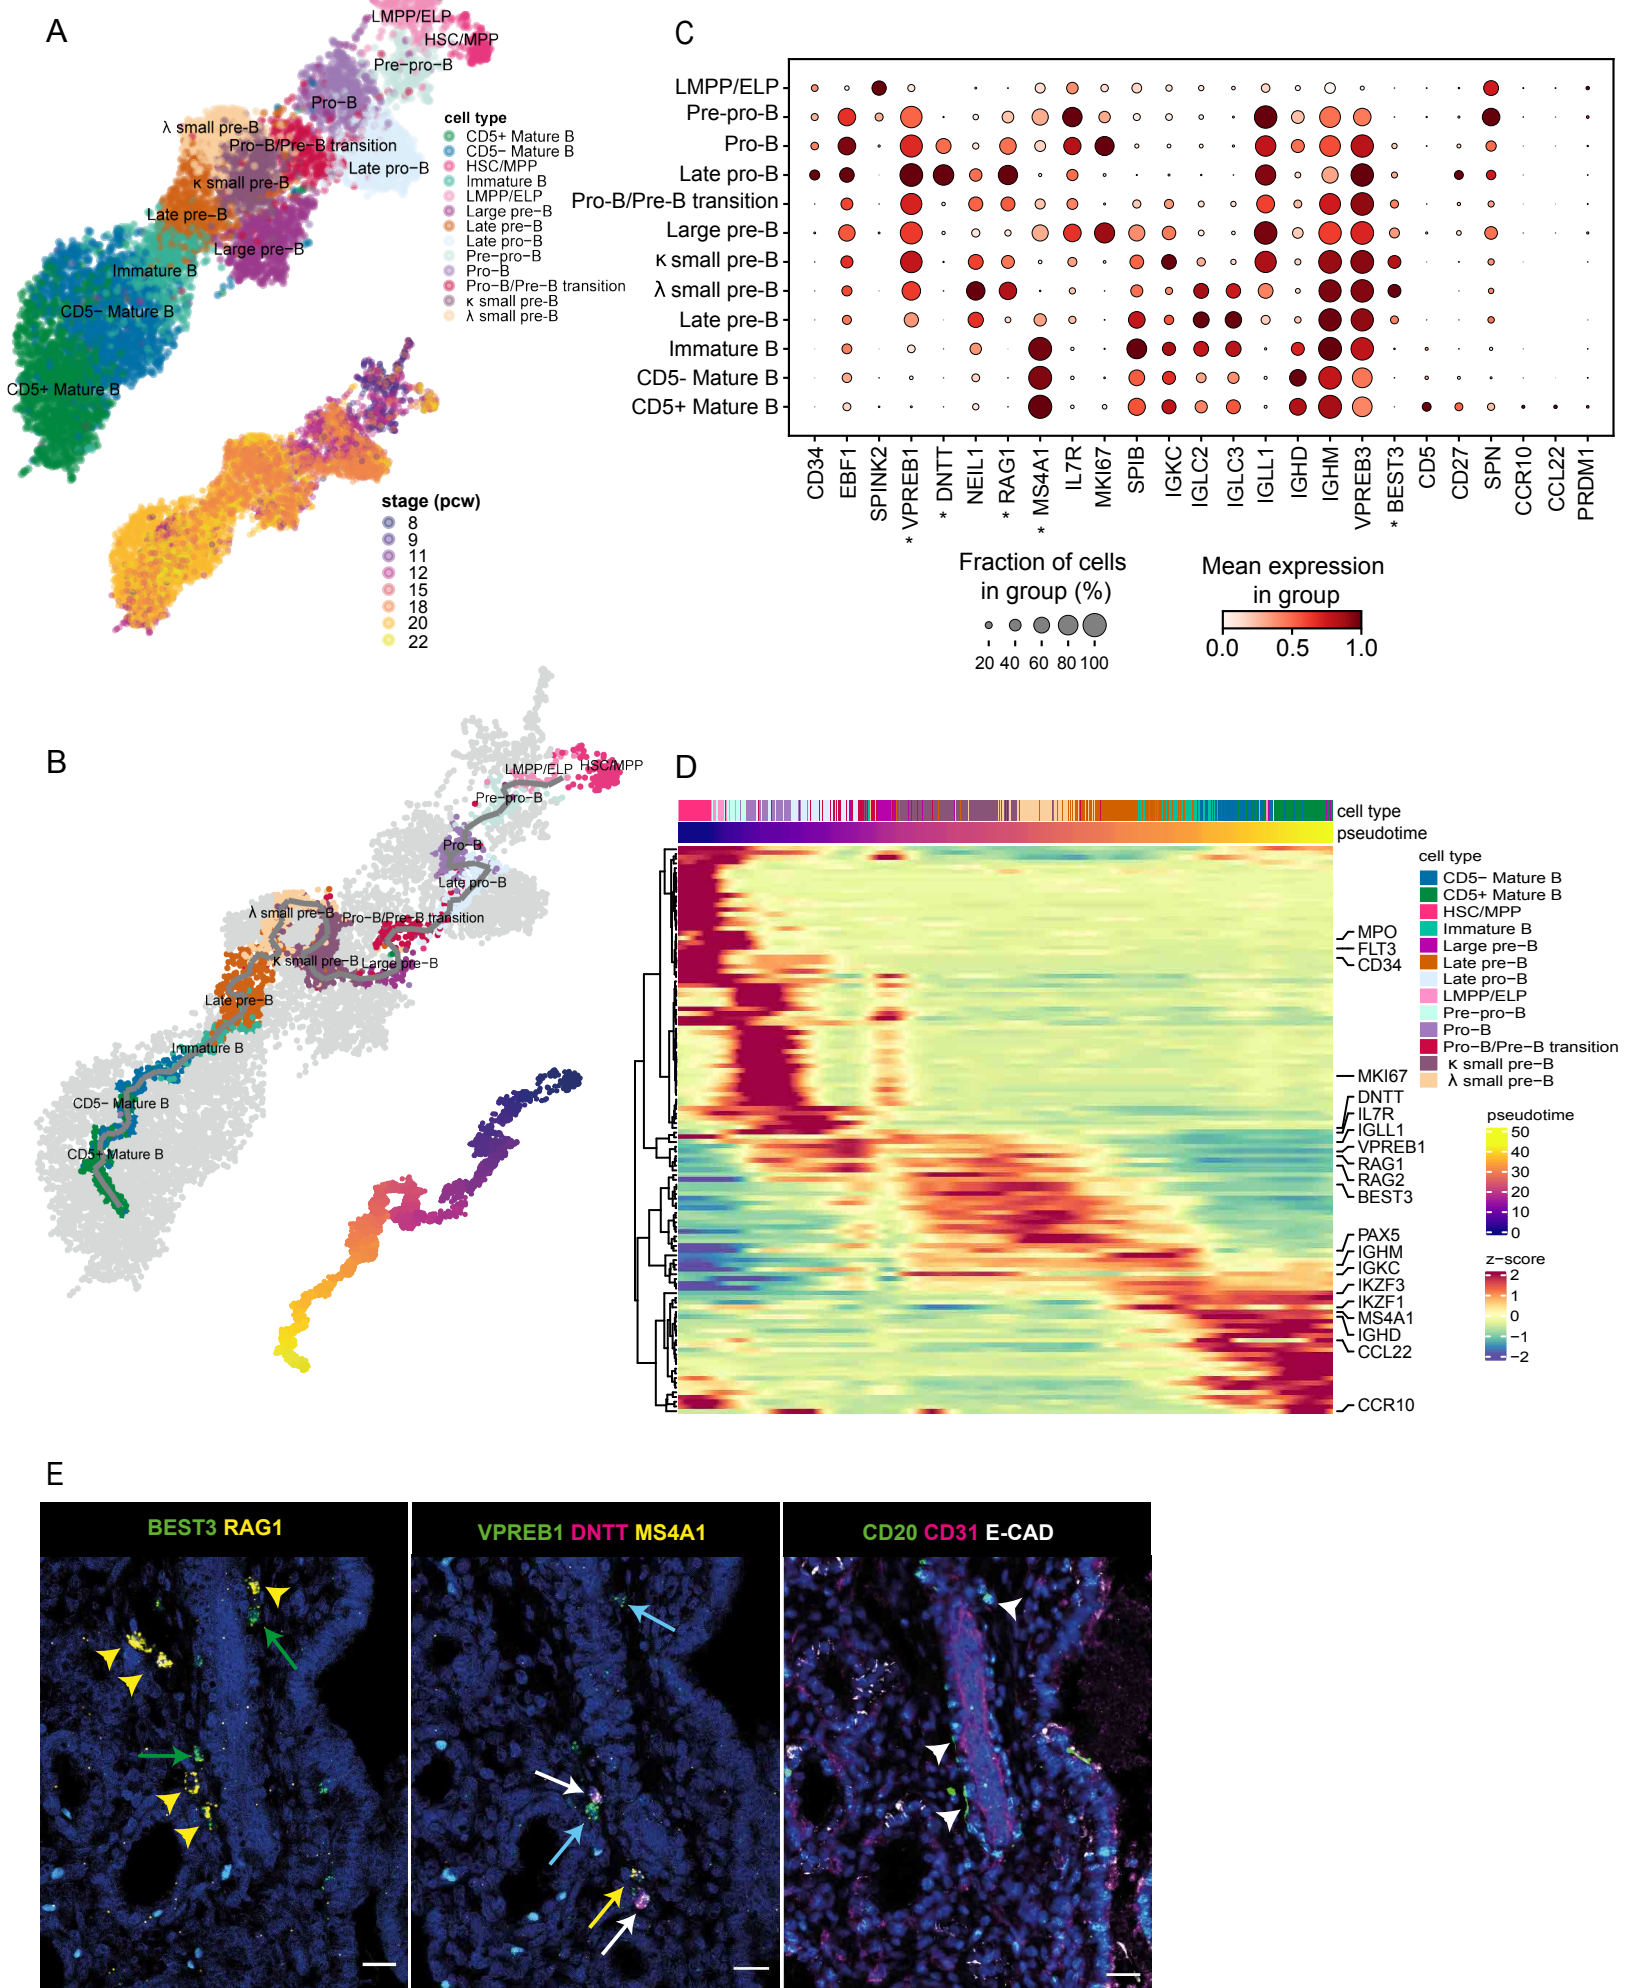 A
LMPP/ELP
HSC/MPP
Pre−pro−B
Pro−B
λ small pre-B
Pro−B/Pre−B transition
Late pro−B
κ small pre-B
Late pre−B
Large pre−B
Immature B
CD5− Mature B
CD5+ Mature B
cell type
CD5+ Mature B
CD5− Mature B
HSC/MPP
Immature B
LMPP/ELP
Large pre−B
Late pre−B
Late pro−B
Pre−pro−B
Pro−B
Pro−B/Pre−B transition
κ small pre−B
λ small pre−B
stage (pcw)
8
9
11
12
15
18
20
22
C
LMPP/ELP
Pre-pro-B
Pro-B
Late pro-B
Pro-B/Pre-B transition
Large pre-B
κ small pre-B
λ small pre-B
Late pre-B
Immature B
CD5- Mature B
CD5+ Mature B
CD34
EBF1
SPINK2
* VPREB1
* DNTT
NEIL1
* RAG1
* MS4A1
IL7R
MKI67
SPIB
IGKC
IGLC2
IGLC3
IGLL1
IGHD
IGHM
VPREB3
* BEST3
CD5
CD27
SPN
CCR10
CCL22
PRDM1
Fraction of cells
in group (%)
20 40 60 80 100
Mean expression
in group
0.0 0.5 1.0
B
LMPP/ELP
HSC/MPP
Pre−pro−B
Pro−B
Late pro−B
λ small pre−B
Pro−B/Pre−B transition
κ small pre−B
Large pre−B
Late pre−B
Immature B
CD5− Mature B
CD5+ Mature B
D
cell type
pseudotime
MPO
FLT3
CD34
MKI67
DNTT
IL7R
IGLL1
VPREB1
RAG1
RAG2
BEST3
PAX5
IGHM
IGKC
IKZF3
IKZF1
MS4A1
IGHD
CCL22
CCR10
cell type
CD5− Mature B
CD5+ Mature B
HSC/MPP
Immature B
Large pre−B
Late pre−B
Late pro−B
LMPP/ELP
Pre−pro−B
Pro−B
Pro−B/Pre−B transition
κ small pre−B
λ small pre−B
pseudotime
50
40
30
20
10
0
z−score
2
1
0
−1
−2
E
BEST3 RAG1
VPREB1 DNTT MS4A1
CD20 CD31 E-CAD